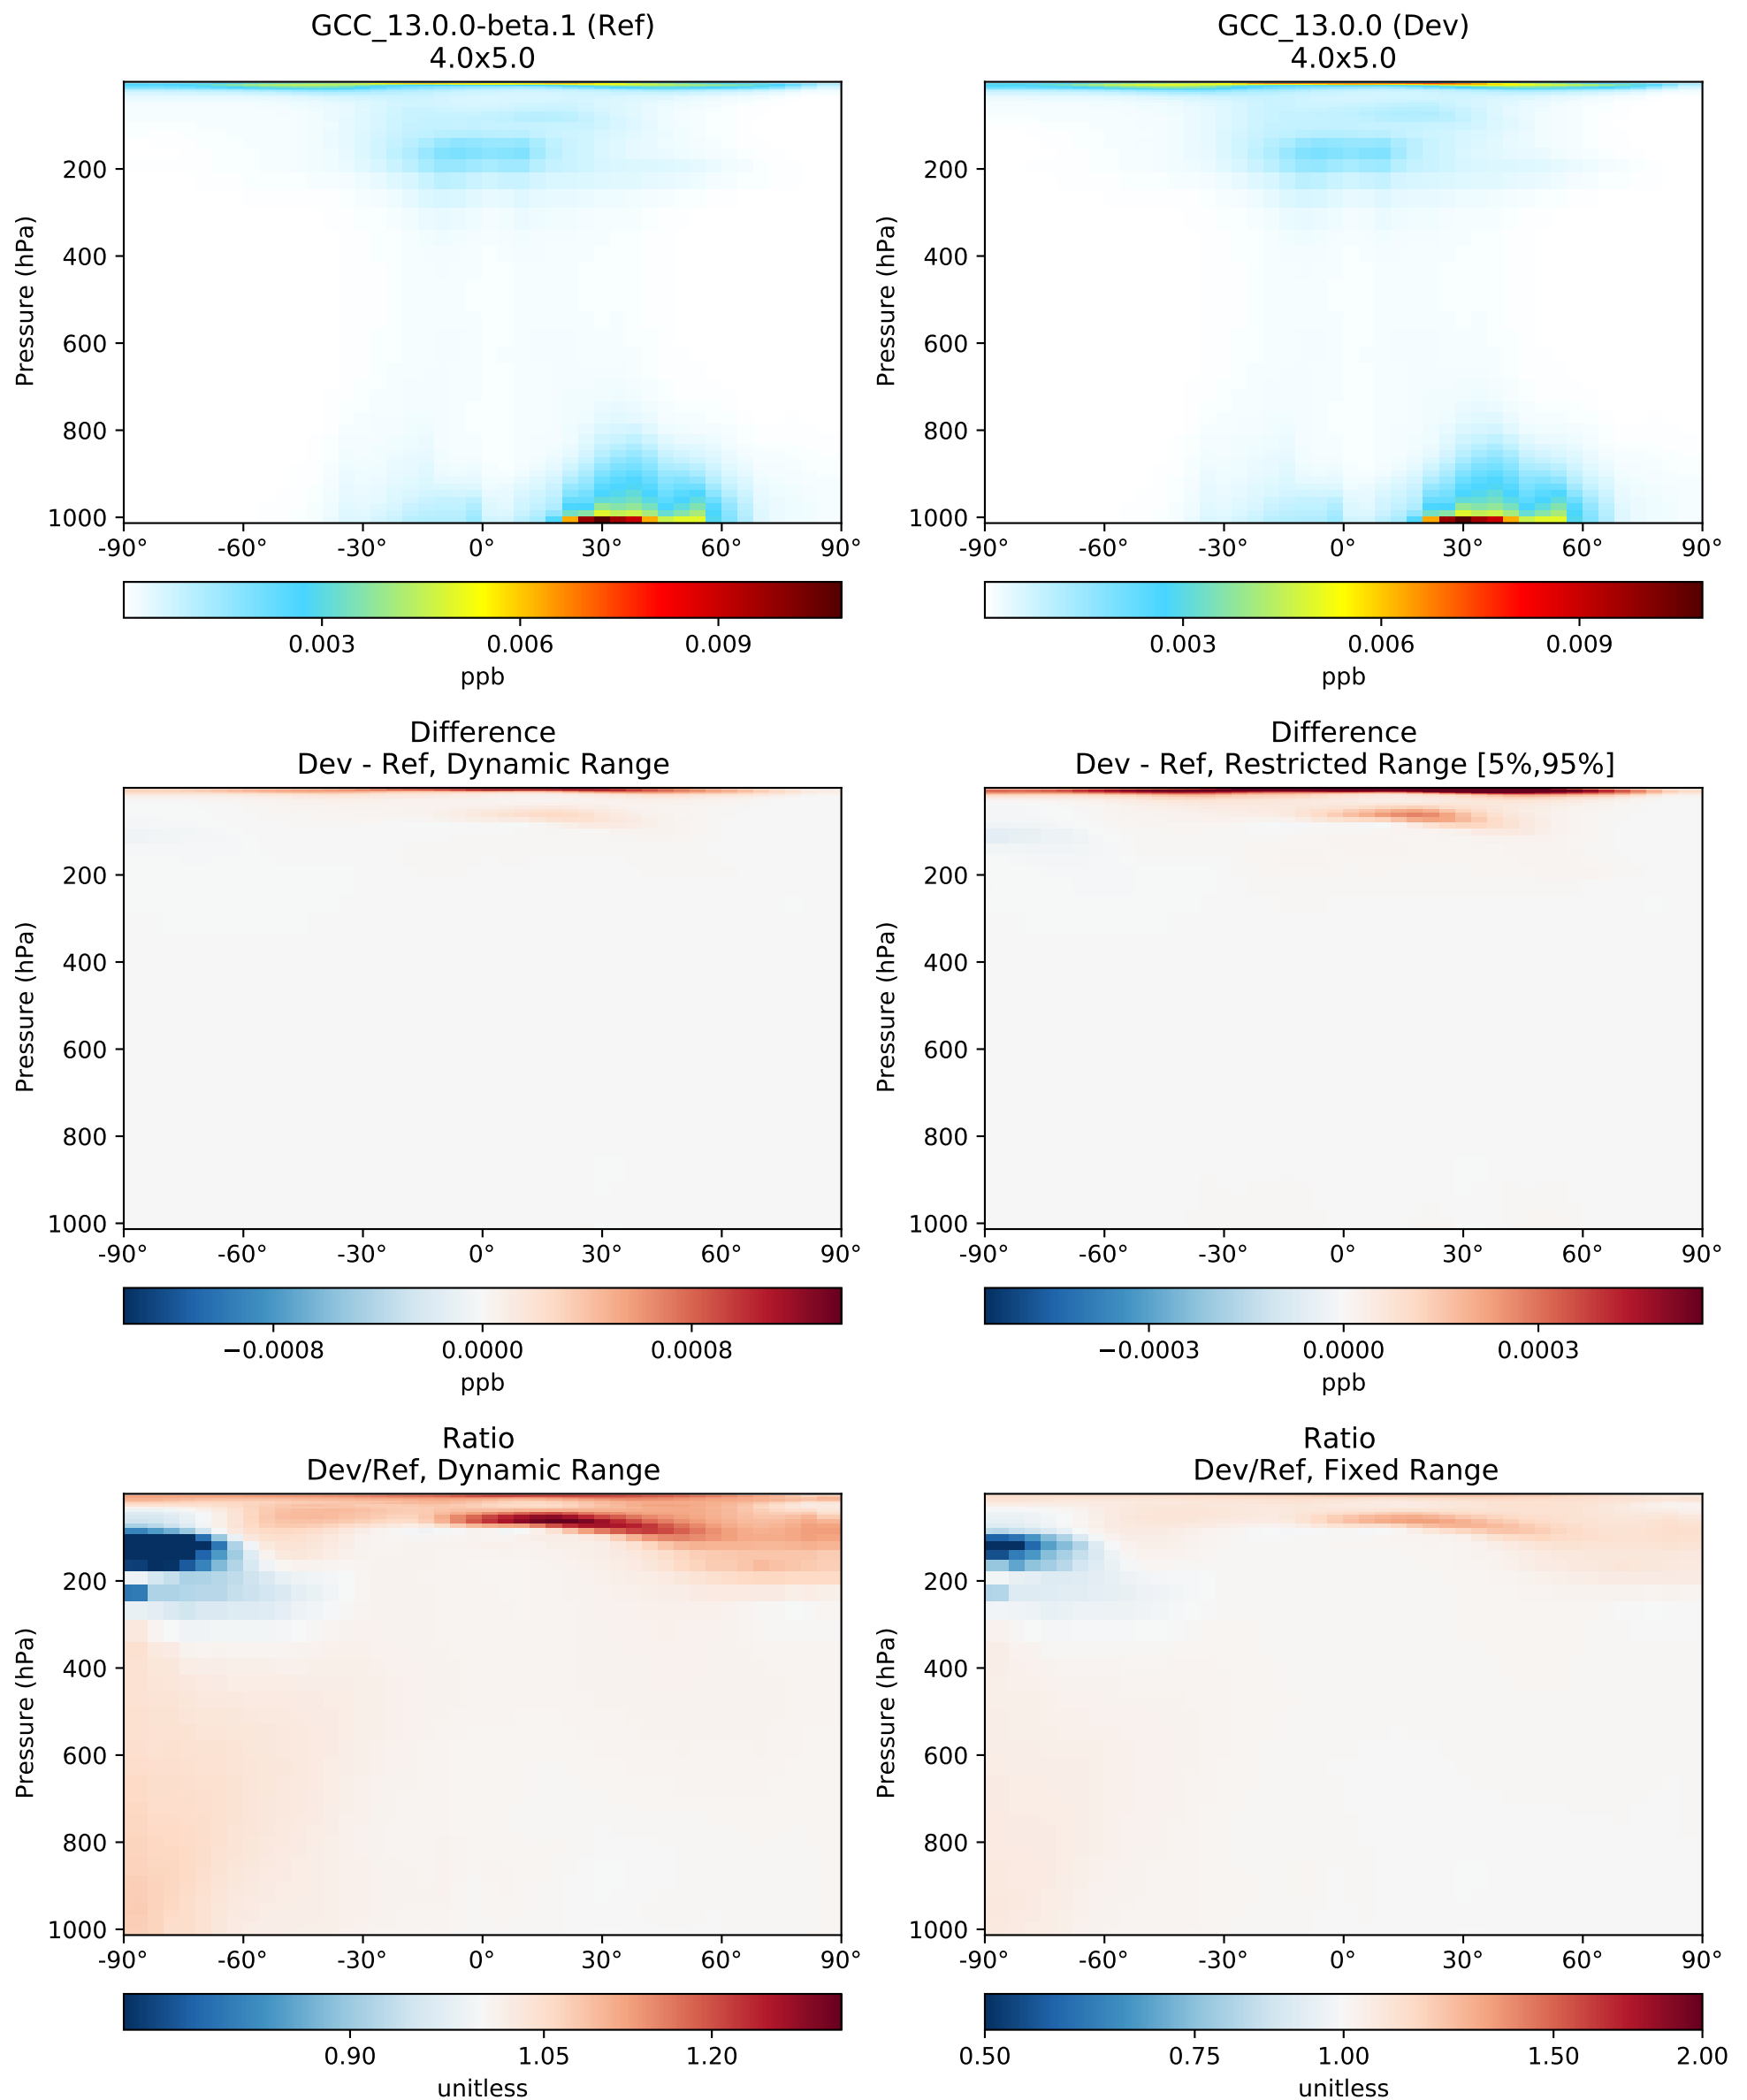 GCC_13.0.0-beta.1 (Ref)
4.0x5.0
Pressure (hPa)
200
400
600
800
1000
-90° -60° -30° 0° 30° 60° 90°
0.003 0.006 0.009
ppb
GCC_13.0.0 (Dev)
4.0x5.0
Pressure (hPa)
200
400
600
800
1000
-90° -60° -30° 0° 30° 60° 90°
0.003 0.006 0.009
ppb
Difference
Dev - Ref, Dynamic Range
Pressure (hPa)
200
400
600
800
1000
-90° -60° -30° 0° 30° 60° 90°
−0.0008 0.0000 0.0008
ppb
Difference
Dev - Ref, Restricted Range [5%,95%]
Pressure (hPa)
200
400
600
800
1000
-90° -60° -30° 0° 30° 60° 90°
−0.0003 0.0000 0.0003
ppb
Ratio
Dev/Ref, Dynamic Range
Pressure (hPa)
200
400
600
800
1000
-90° -60° -30° 0° 30° 60° 90°
0.90 1.05 1.20
unitless
Ratio
Dev/Ref, Fixed Range
Pressure (hPa)
200
400
600
800
1000
-90° -60° -30° 0° 30° 60° 90°
0.50 0.75 1.00 1.50 2.00
unitless